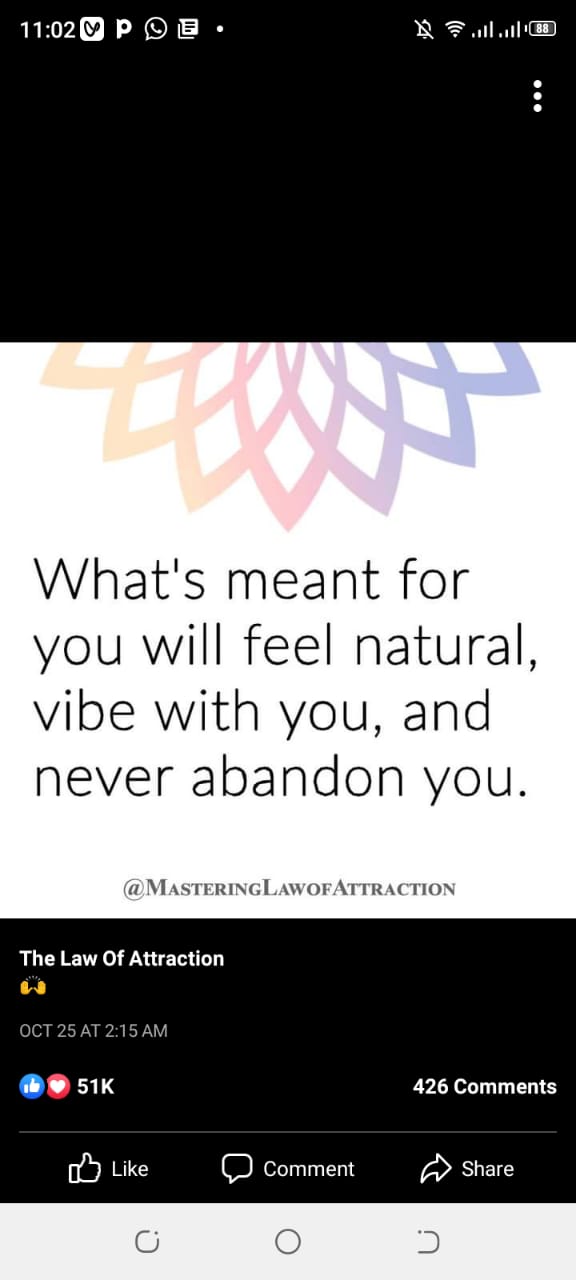 11:02
88
What's meant for
you will feel natural,
vibe with you, and
never abandon you.
@MasteringLawofAttraction
The Law Of Attraction
🙌
OCT 25 AT 2:15 AM
51K 426 Comments
Like Comment Share